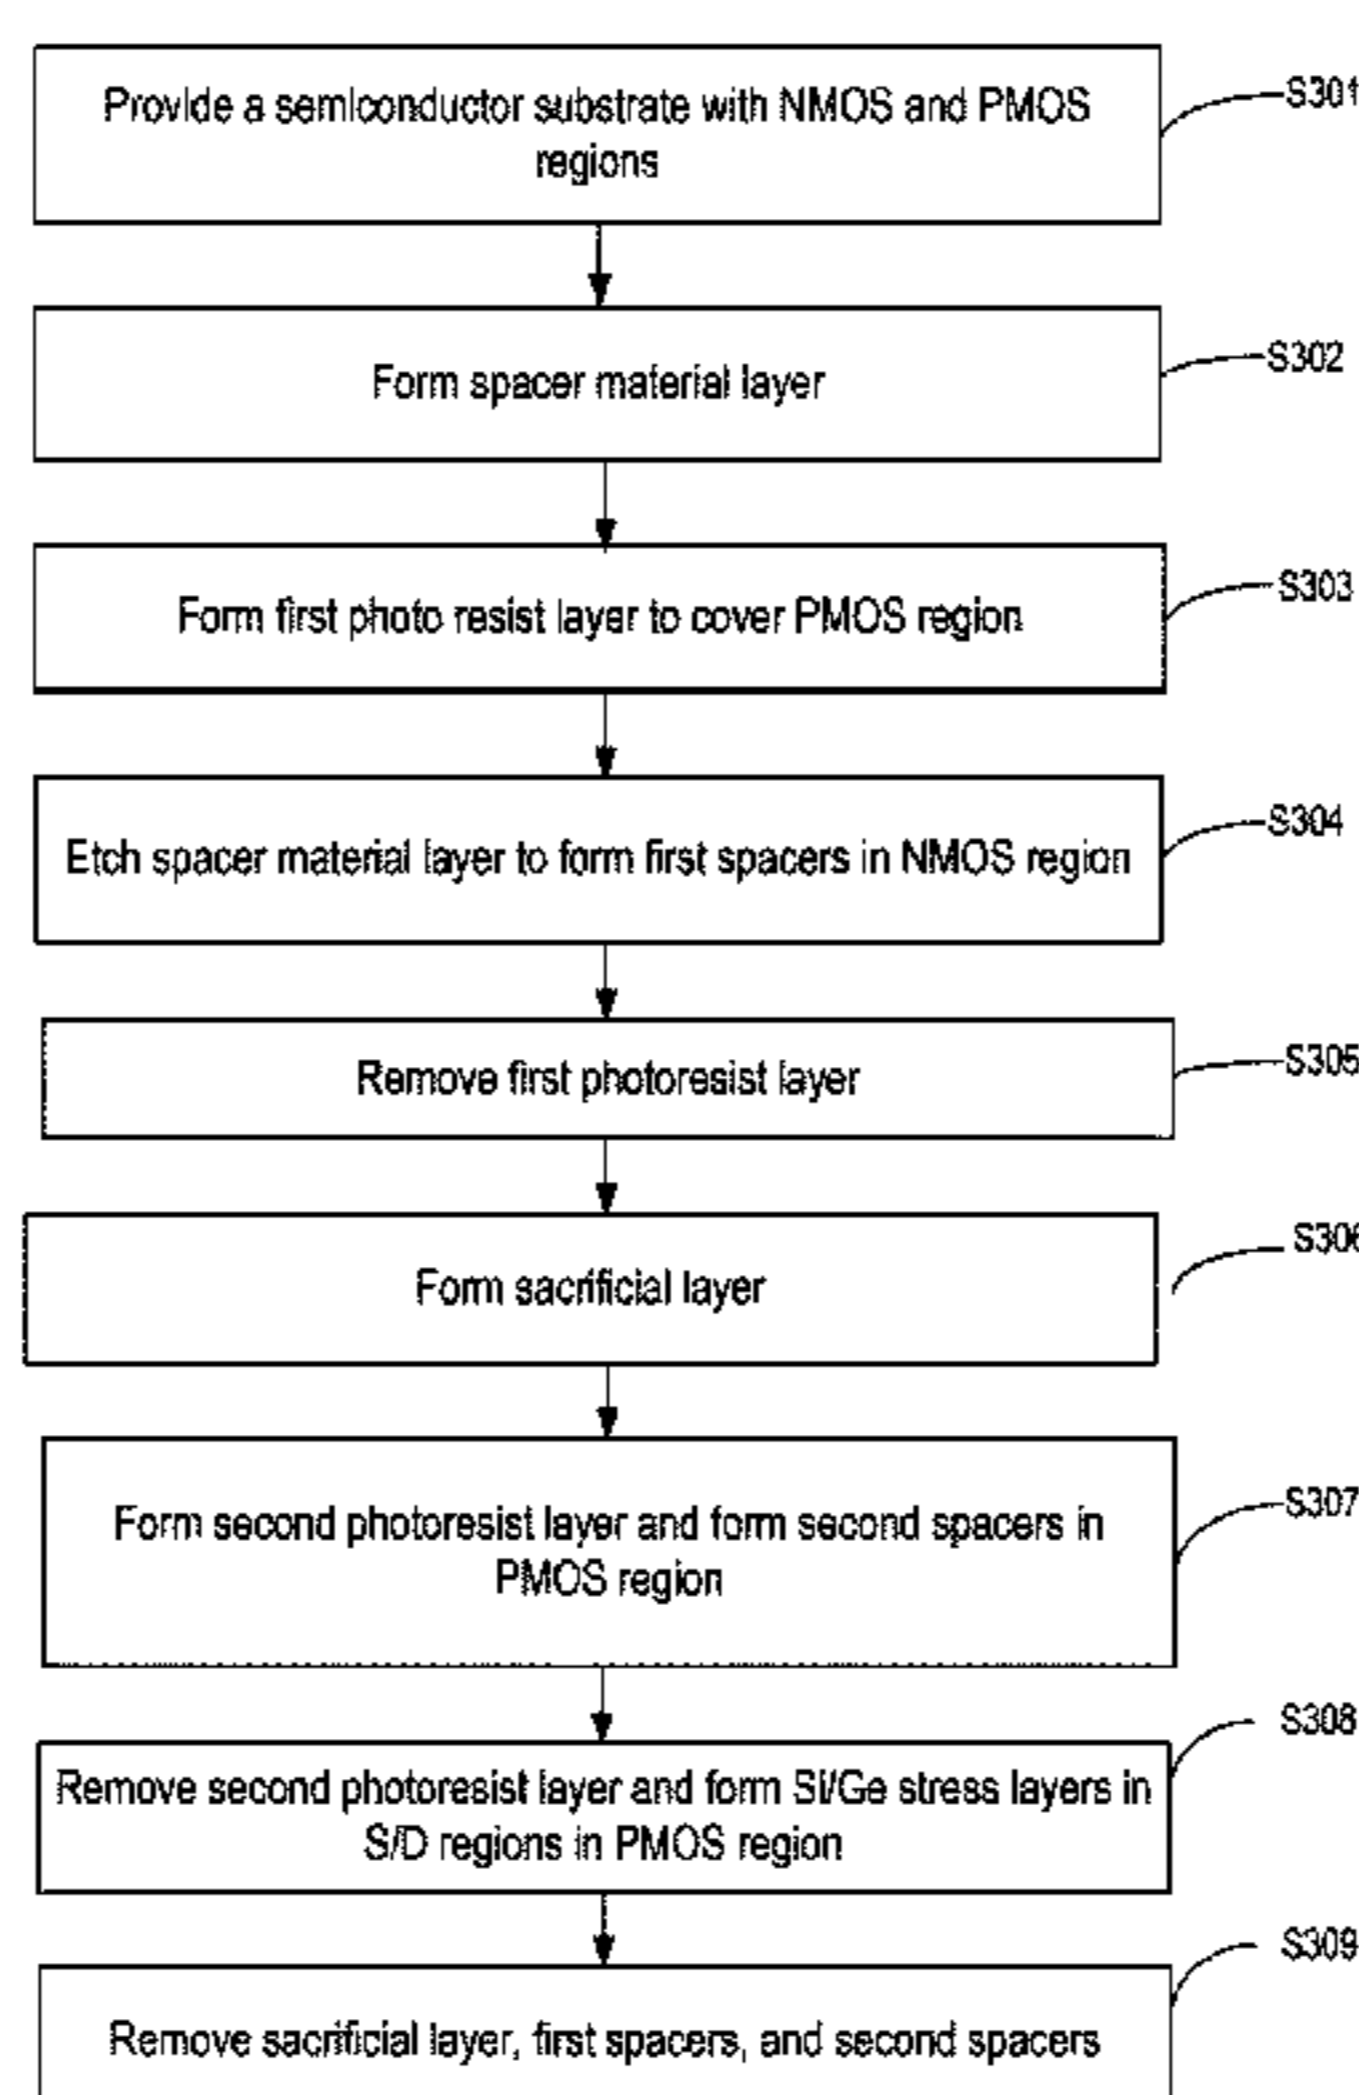 Provide a semiconductor substrate with NMOS and PMOS
regions
S301
Form spacer material layer
S302
Form first photo resist layer to cover PMOS region
S303
Etch spacer material layer to form first spacers in NMOS region
S304
Remove first photoresist layer
S305
Form sacrificial layer
S306
Form second photoresist layer and form second spacers in
PMOS region
S307
Remove second photoresist layer and form Si/Ge stress layers in
S/D regions in PMOS region
S308
Remove sacrificial layer, first spacers, and second spacers
S309